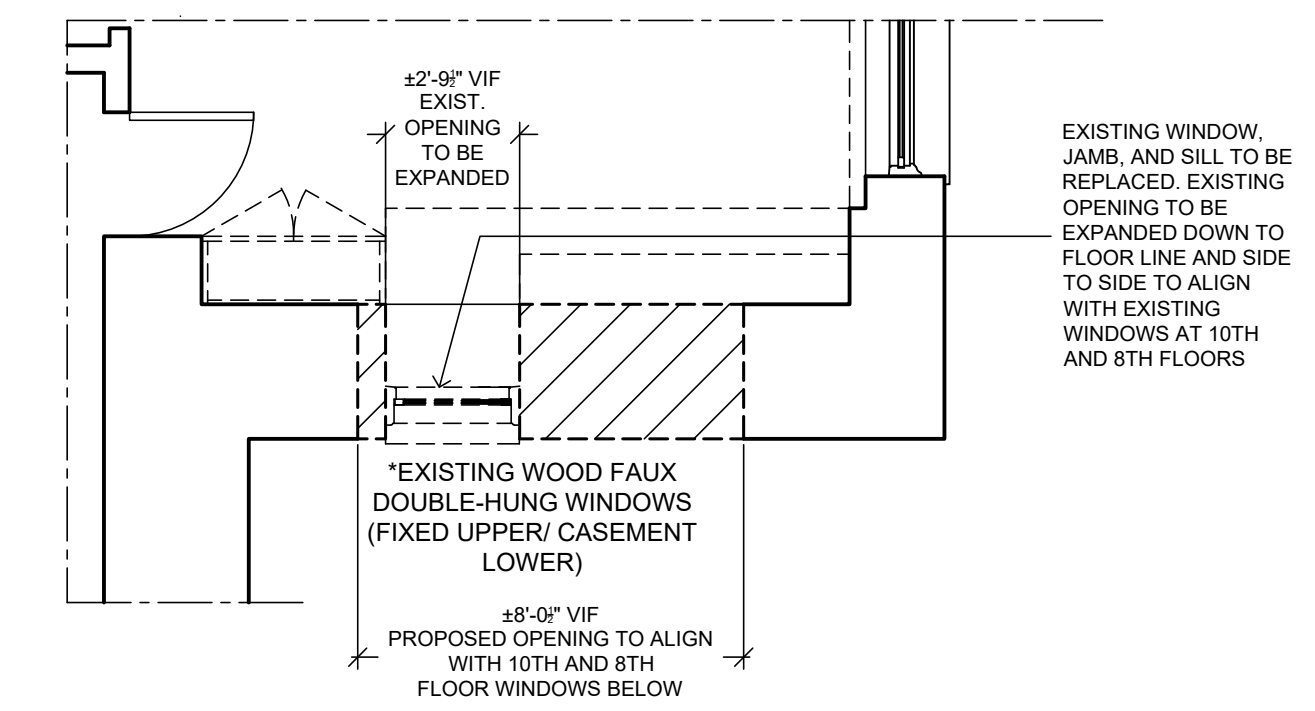 ±2'-9½" VIF
EXIST.
OPENING
TO BE
EXPANDED
EXISTING WINDOW,
JAMB, AND SILL TO BE
REPLACED. EXISTING
OPENING TO BE
EXPANDED DOWN TO
FLOOR LINE AND SIDE
TO SIDE TO ALIGN
WITH EXISTING
WINDOWS AT 10TH
AND 8TH FLOORS
*EXISTING WOOD FAUX
DOUBLE-HUNG WINDOWS
(FIXED UPPER/ CASEMENT
LOWER)
±8'-0½" VIF
PROPOSED OPENING TO ALIGN
WITH 10TH AND 8TH
FLOOR WINDOWS BELOW